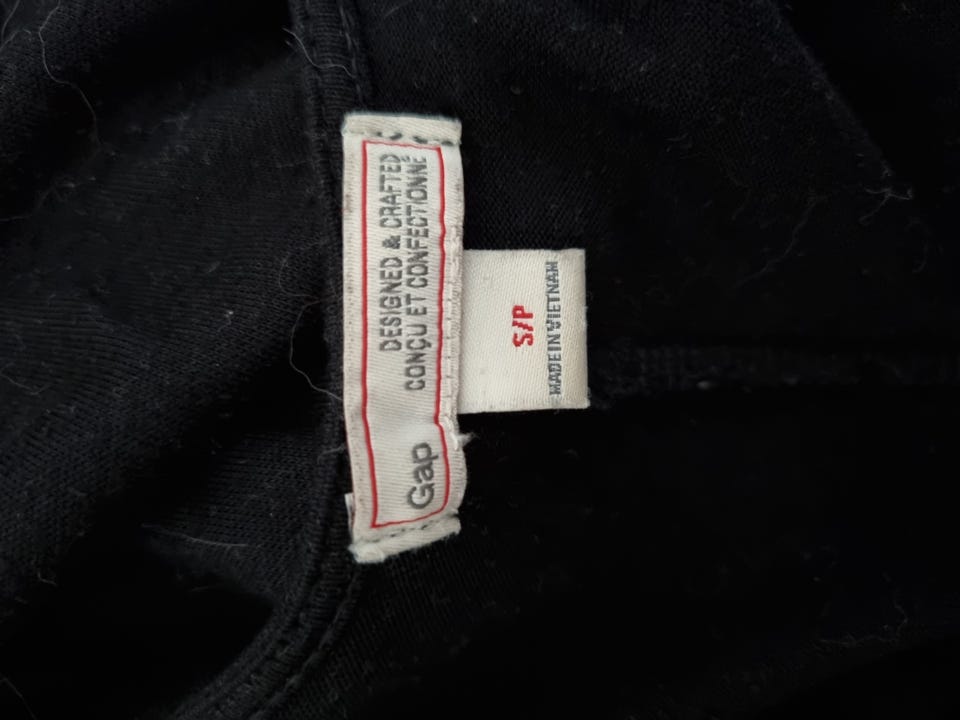 Gap
DESIGNED & CRAFTED
CONÇU ET CONFECTIONNÉ
S/P
MADE IN VIETNAM